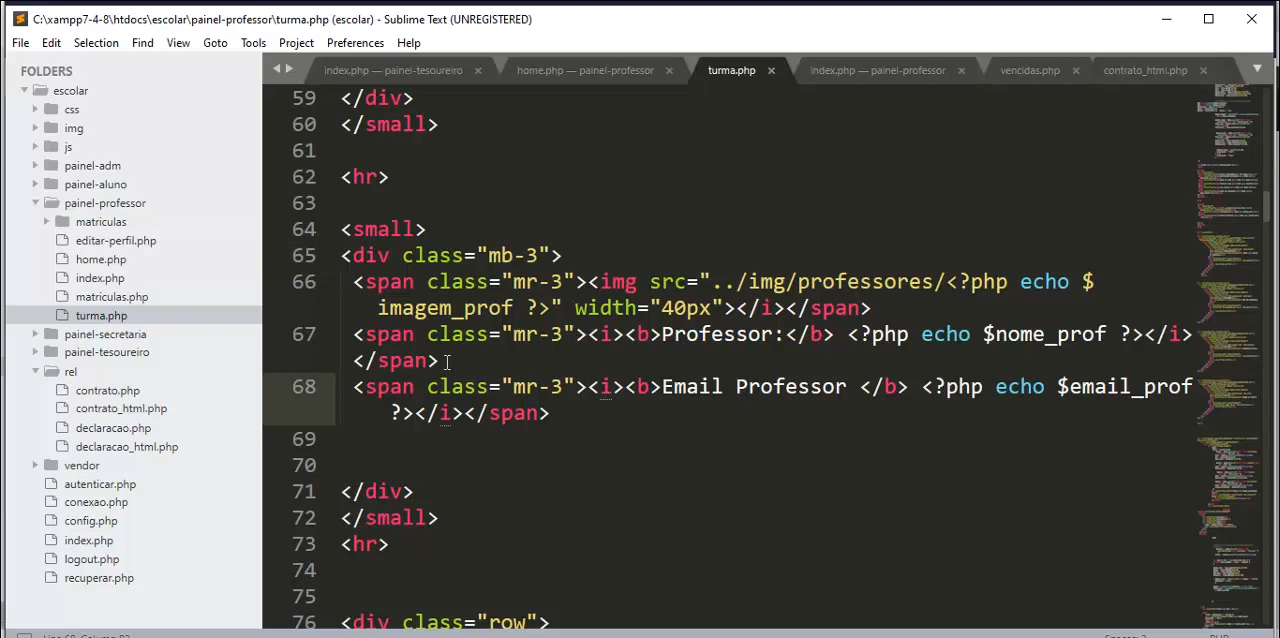 C:\xampp7-4-8\htdocs\escolar\painel-professor\turma.php (escolar) - Sublime Text (UNREGISTERED)
File Edit Selection Find View Goto Tools Project Preferences Help
FOLDERS
escolar
css
img
js
painel-adm
painel-aluno
painel-professor
matriculas
editar-perfil.php
home.php
index.php
matriculas.php
turma.php
painel-secretaria
painel-tesoureiro
rel
contrato.php
contrato_html.php
declaracao.php
declaracao_html.php
vendor
autenticar.php
conexao.php
config.php
index.php
logout.php
recuperar.php
index.php — painel-tesoureiro × home.php — painel-professor × turma.php × index.php — painel-professor × vencidas.php × contrato_html.php ×
59 </div>
60 </small>
61
62 <hr>
63
64 <small>
65 <div class="mb-3">
66 <span class="mr-3"><img src="../img/professores/<?php echo $
imagem_prof ?>" width="40px"></i></span>
67 <span class="mr-3"><i><b>Professor:</b> <?php echo $nome_prof ?></i>
</span>
68 <span class="mr-3"><i><b>Email Professor </b> <?php echo $email_prof
?></i></span>
69
70
71 </div>
72 </small>
73 <hr>
74
75
76 <div class="row">